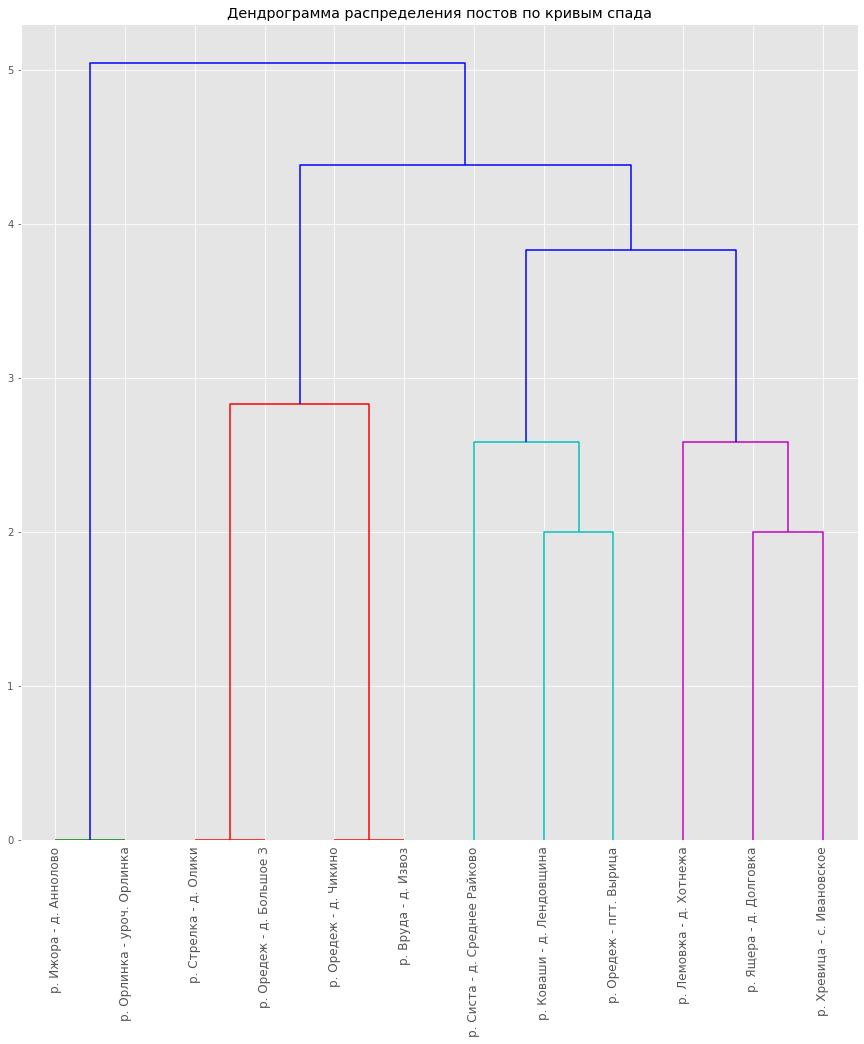 Дендрограмма распределения постов по кривым спада
5
4
3
2
1
0
р. Ижора - д. Аннолово
р. Орлинка - уроч. Орлинка
р. Стрелка - д. Олики
р. Оредеж - д. Большое З
р. Оредеж - д. Чикино
р. Вруда - д. Извоз
р. Систа - д. Среднее Райково
р. Коваши - д. Лендовщина
р. Оредеж - пгт. Вырица
р. Лемовжа - д. Хотнежа
р. Ящера - д. Долговка
р. Хревица - с. Ивановское